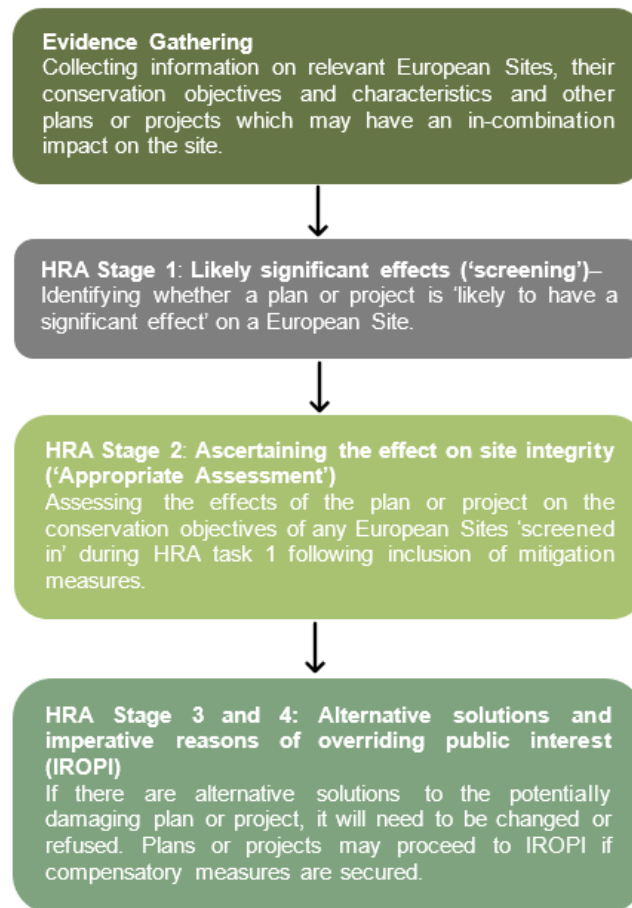 Evidence Gathering
Collecting information on relevant European Sites, their
conservation objectives and characteristics and other
plans or projects which may have an in-combination
impact on the site.
HRA Stage 1: Likely significant effects (‘screening’)–
Identifying whether a plan or project is ‘likely to have a
significant effect’ on a European Site.
HRA Stage 2: Ascertaining the effect on site integrity
(‘Appropriate Assessment’)
Assessing the effects of the plan or project on the
conservation objectives of any European Sites ‘screened
in’ during HRA task 1 following inclusion of mitigation
measures.
HRA Stage 3 and 4: Alternative solutions and
imperative reasons of overriding public interest
(IROPI)
If there are alternative solutions to the potentially
damaging plan or project, it will need to be changed or
refused. Plans or projects may proceed to IROPI if
compensatory measures are secured.